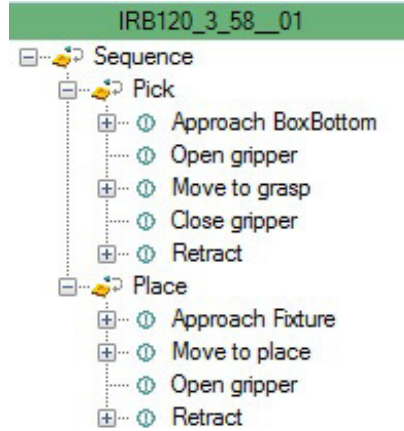 IRB120_3_58__01
Sequence
Pick
Approach BoxBottom
Open gripper
Move to grasp
Close gripper
Retract
Place
Approach Fixture
Move to place
Open gripper
Retract